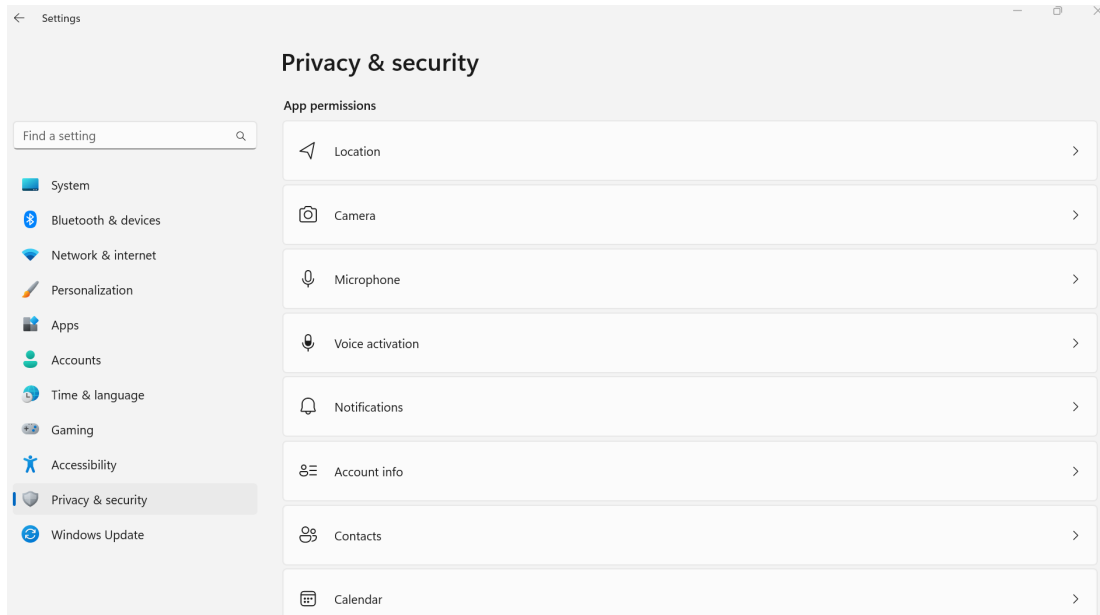 Settings
Privacy & security
App permissions
Find a setting
System
Bluetooth & devices
Network & internet
Personalization
Apps
Accounts
Time & language
Gaming
Accessibility
Privacy & security
Windows Update
Location
Camera
Microphone
Voice activation
Notifications
Account info
Contacts
Calendar